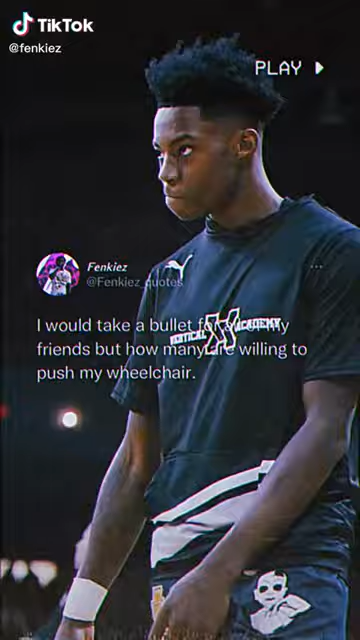 TikTok
@fenkiez
PLAY
Fenkiez
@Fenkiez_quotes
I would take a bullet for all of my
friends but how many are willing to
push my wheelchair.
VERTICAL ACADEMY